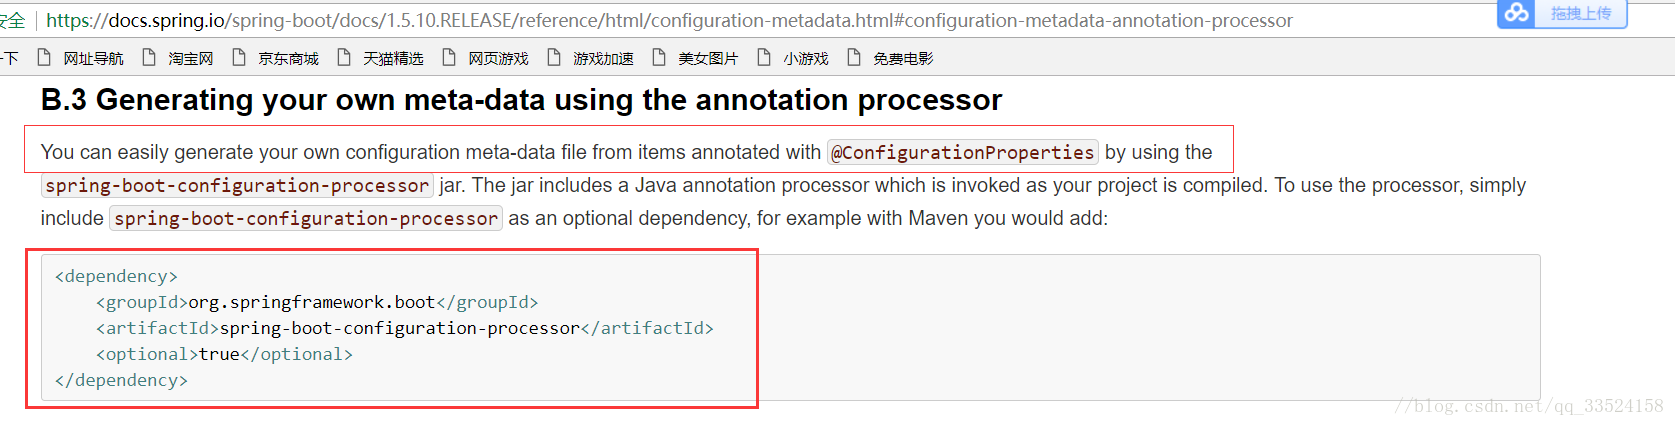 安全 https://docs.spring.io/spring-boot/docs/1.5.10.RELEASE/reference/html/configuration-metadata.html#configuration-metadata-annotation-processor 拖拽上传
下 网址导航 淘宝网 京东商城 天猫精选 网页游戏 游戏加速 美女图片 小游戏 免费电影
B.3 Generating your own meta-data using the annotation processor
You can easily generate your own configuration meta-data file from items annotated with @ConfigurationProperties by using the
spring-boot-configuration-processor jar. The jar includes a Java annotation processor which is invoked as your project is compiled. To use the processor, simply
include spring-boot-configuration-processor as an optional dependency, for example with Maven you would add:
<dependency>
<groupId>org.springframework.boot</groupId>
<artifactId>spring-boot-configuration-processor</artifactId>
<optional>true</optional>
</dependency>
//blog.csdn.net/qq_33524158